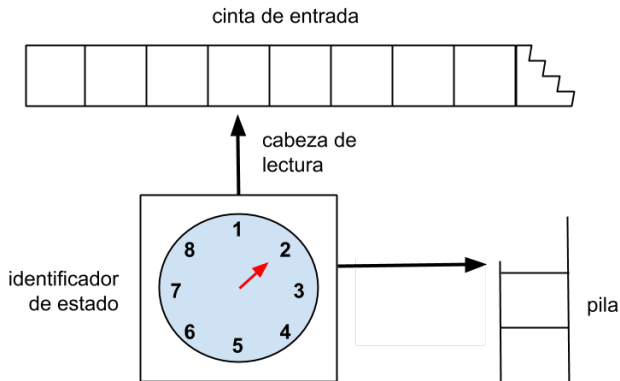 cinta de entrada
cabeza de
lectura
identificador
de estado
1
2
3
4
5
6
7
8
pila